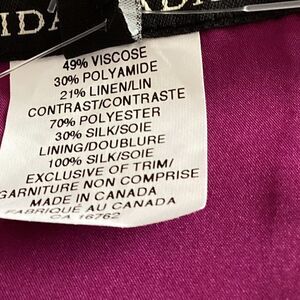 49% VISCOSE
30% POLYAMIDE
21% LINEN/LIN
CONTRAST/CONTRASTE
70% POLYESTER
30% SILK/SOIE
LINING/DOUBLURE
100% SILK/SOIE
EXCLUSIVE OF TRIM/
GARNITURE NON COMPRISE
MADE IN CANADA
FABRIQUÉ AU CANADA
CA 16762